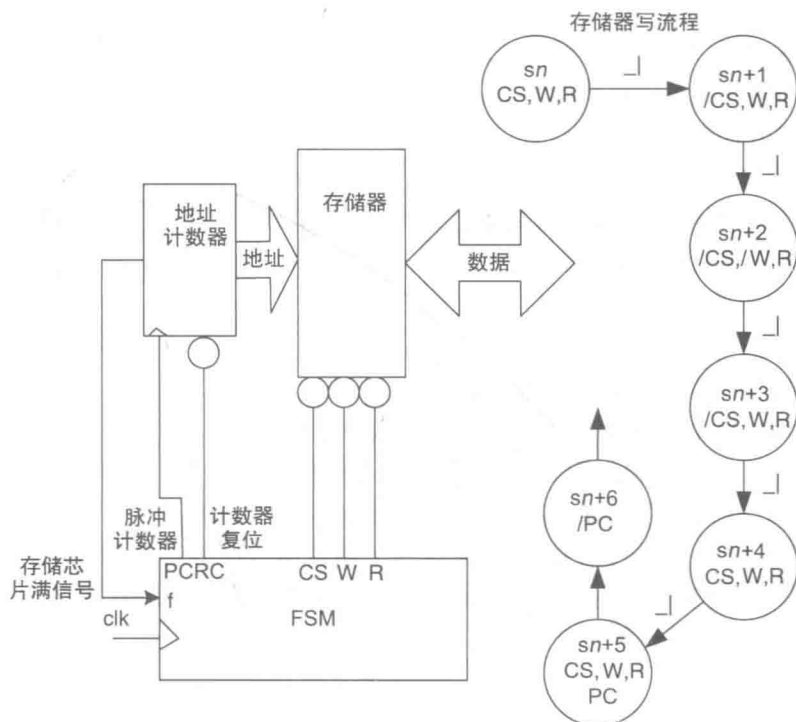 存储器写流程
sn
CS,W,R
_|
sn+1
/CS,W,R
_|
sn+2
/CS,/W,R
_|
sn+3
/CS,W,R
_|
sn+4
CS,W,R
_|
sn+5
CS,W,R
PC
sn+6
/PC
地址
计数器
地址
存储器
数据
脉冲
计数器
计数器
复位
存储芯
片满信号
PCRC
CS W R
f
clk
FSM